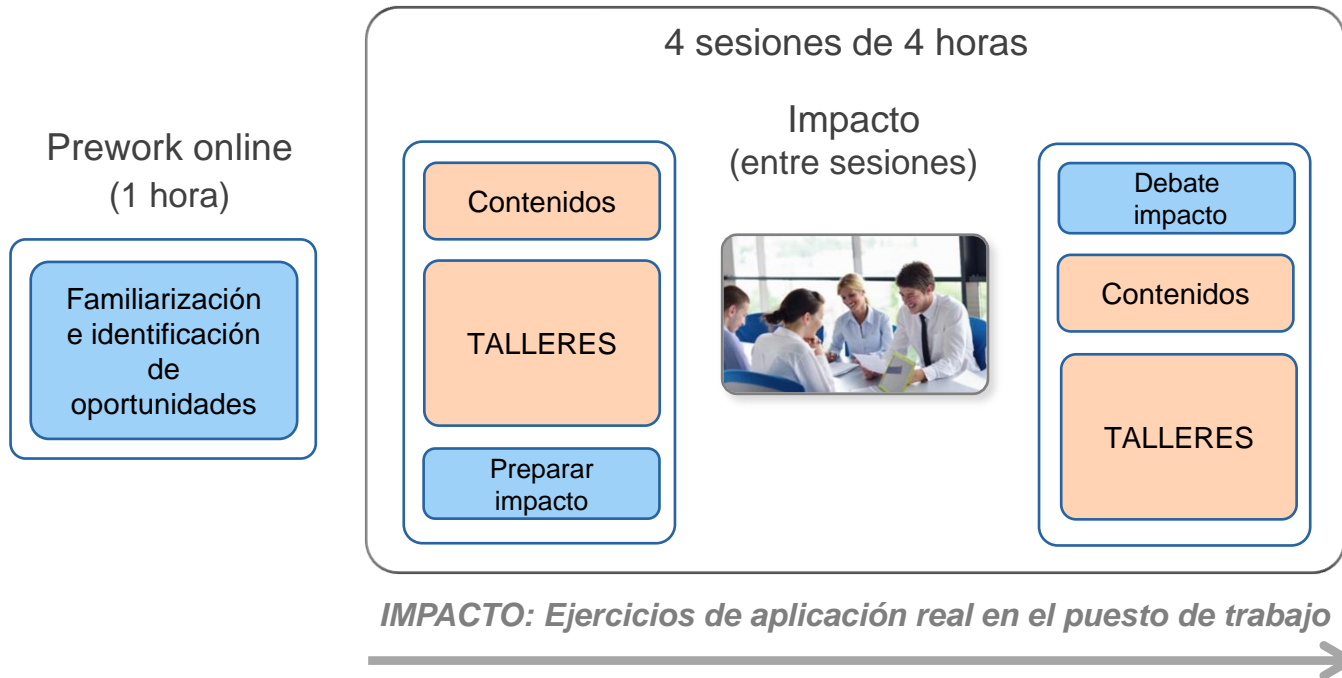 4 sesiones de 4 horas
Prework online
(1 hora)
Familiarización
e identificación
de
oportunidades
Contenidos
TALLERES
Preparar
impacto
Impacto
(entre sesiones)
Debate
impacto
Contenidos
TALLERES
IMPACTO: Ejercicios de aplicación real en el puesto de trabajo